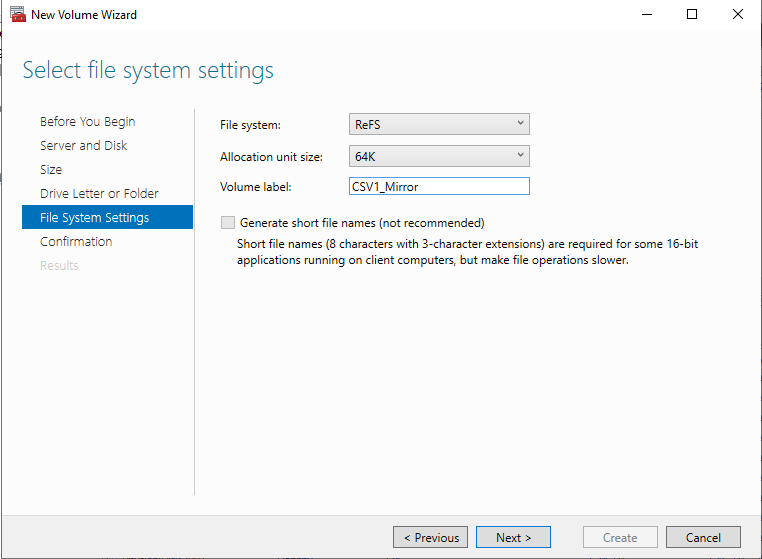 New Volume Wizard
Select file system settings
Before You Begin
Server and Disk
Size
Drive Letter or Folder
File System Settings
Confirmation
Results
File system:
ReFS
Allocation unit size:
64K
Volume label:
CSV1_Mirror
Generate short file names (not recommended)
Short file names (8 characters with 3-character extensions) are required for some 16-bit
applications running on client computers, but make file operations slower.
< Previous
Next >
Create
Cancel